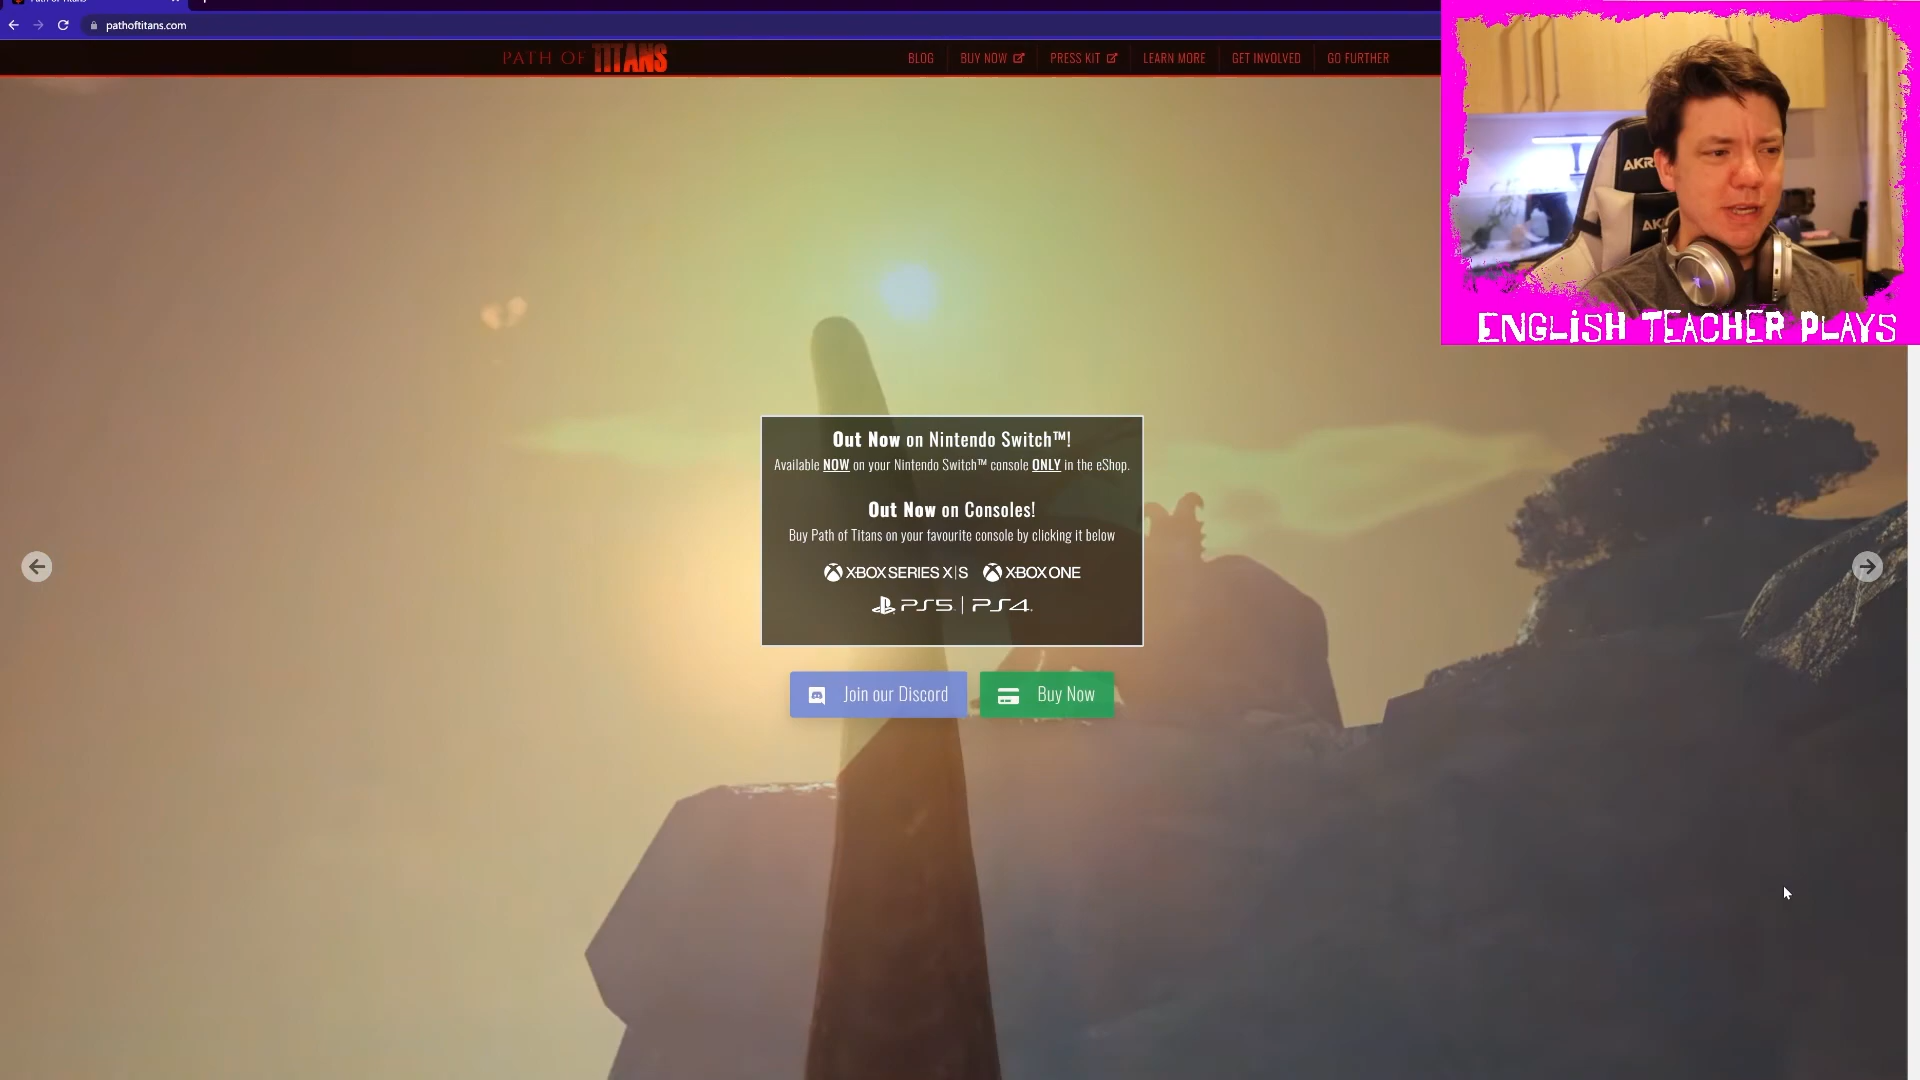 pathoftitans.com
PATH OF TITANS
BLOG
BUY NOW
PRESS KIT
LEARN MORE
GET INVOLVED
GO FURTHER
AKR
AK
ENGLISH TEACHER PLAYS
Out Now on Nintendo Switch™!
Available NOW on your Nintendo Switch™ console ONLY in the eShop.
Out Now on Consoles!
Buy Path of Titans on your favourite console by clicking it below
XBOX SERIES X|S XBOX ONE
PS5 | PS4
Join our Discord
Buy Now